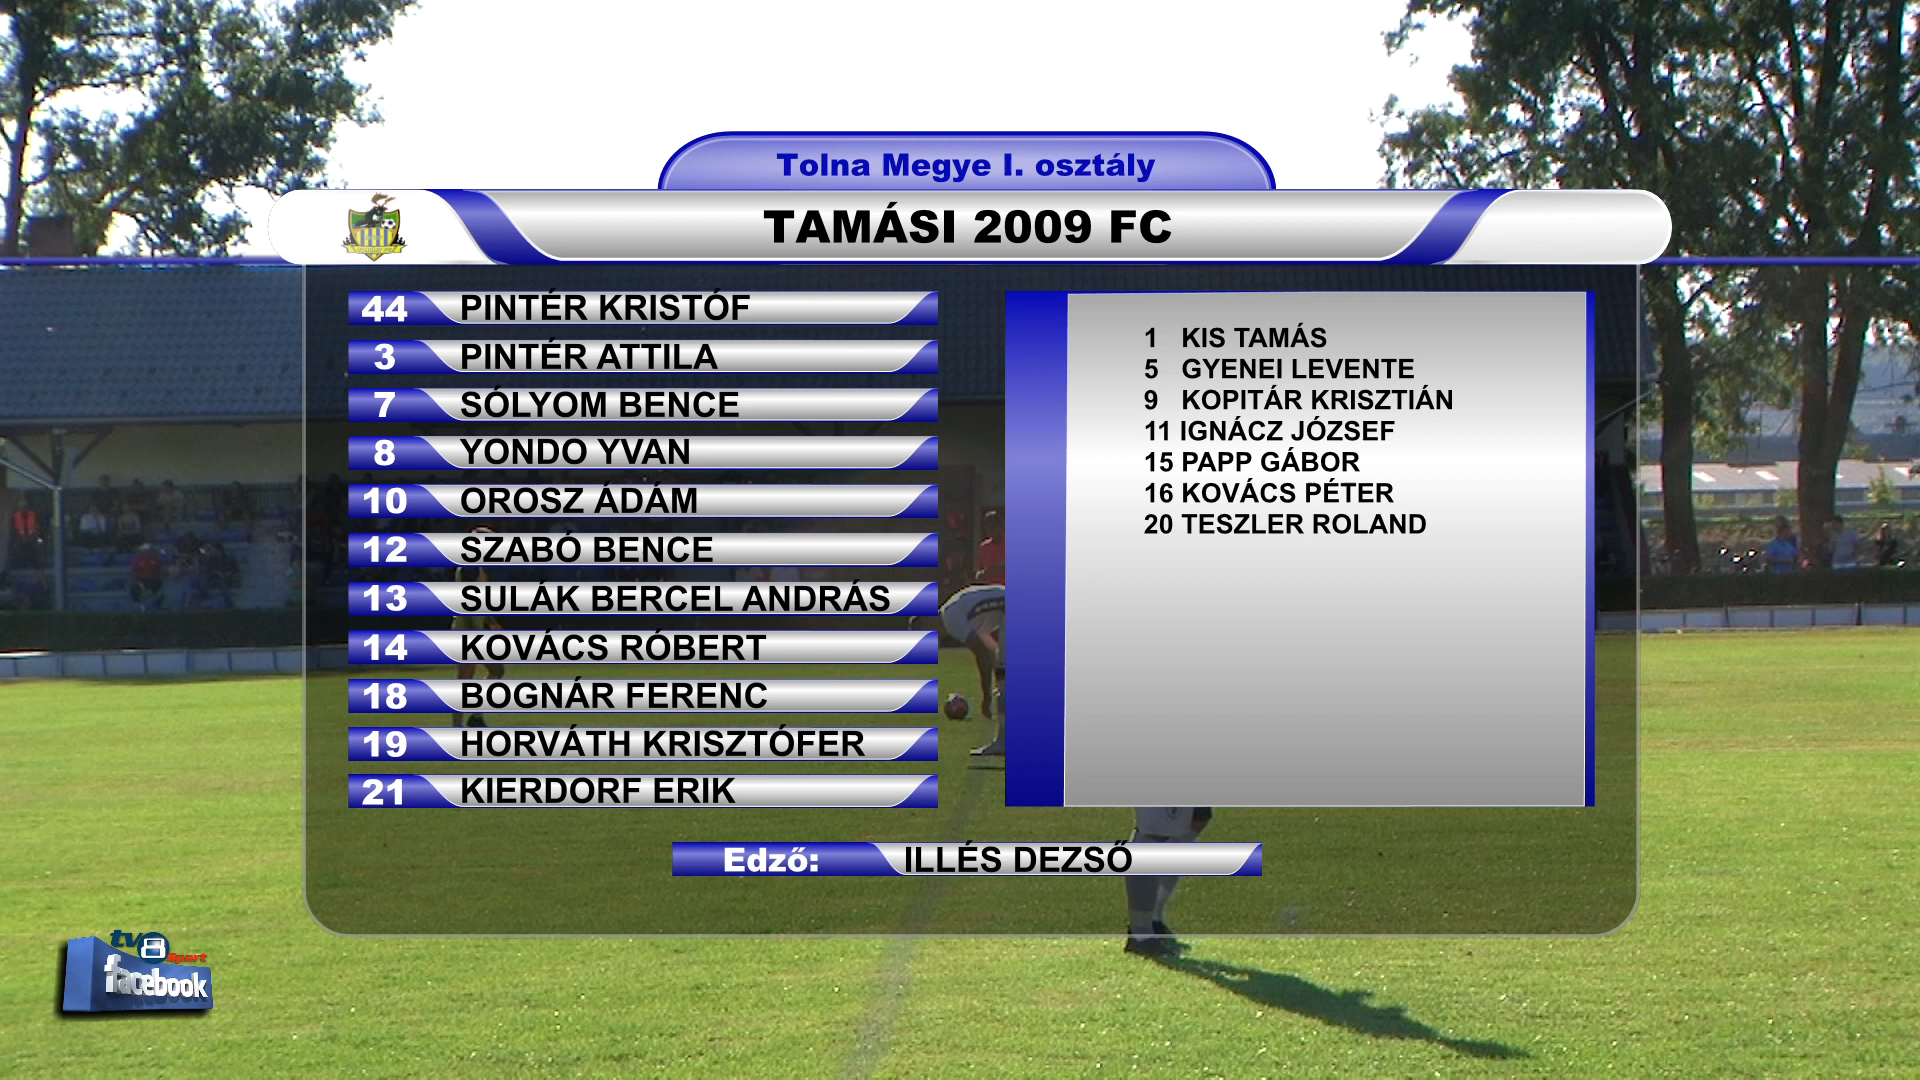 Tolna Megye I. osztály
TAMÁSI 2009 FC
44 PINTÉR KRISTÓF
3 PINTÉR ATTILA
7 SÓLYOM BENCE
8 YONDO YVAN
10 OROSZ ÁDÁM
12 SZABÓ BENCE
13 SULÁK BERCEL ANDRÁS
14 KOVÁCS RÓBERT
18 BOGNÁR FERENC
19 HORVÁTH KRISZTÓFER
21 KIERDORF ERIK
1 KIS TAMÁS
5 GYENEI LEVENTE
9 KOPITÁR KRISZTIÁN
11 IGNÁCZ JÓZSEF
15 PAPP GÁBOR
16 KOVÁCS PÉTER
20 TESZLER ROLAND
Edző: ILLÉS DEZSŐ
tv8
Sport
facebook